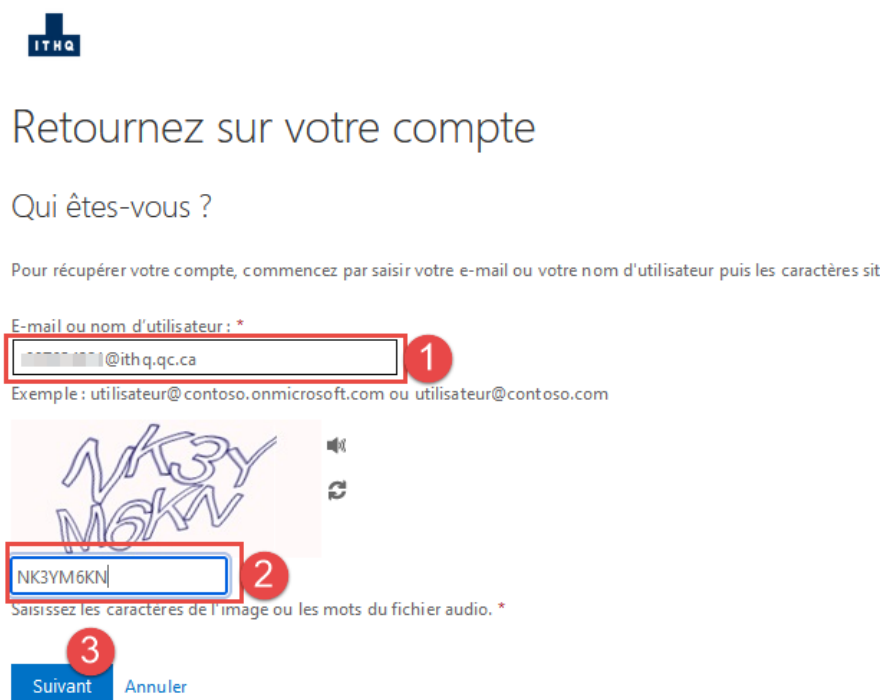 ITHQ
Retournez sur votre compte
Qui êtes-vous ?
Pour récupérer votre compte, commencez par saisir votre e-mail ou votre nom d'utilisateur puis les caractères sit
E-mail ou nom d'utilisateur : *
@ithq.qc.ca
1
Exemple : utilisateur@contoso.onmicrosoft.com ou utilisateur@contoso.com
NK3Y
M6KN
NK3YM6KN
2
Saisissez les caractères de l'image ou les mots du fichier audio. *
3
Suivant Annuler